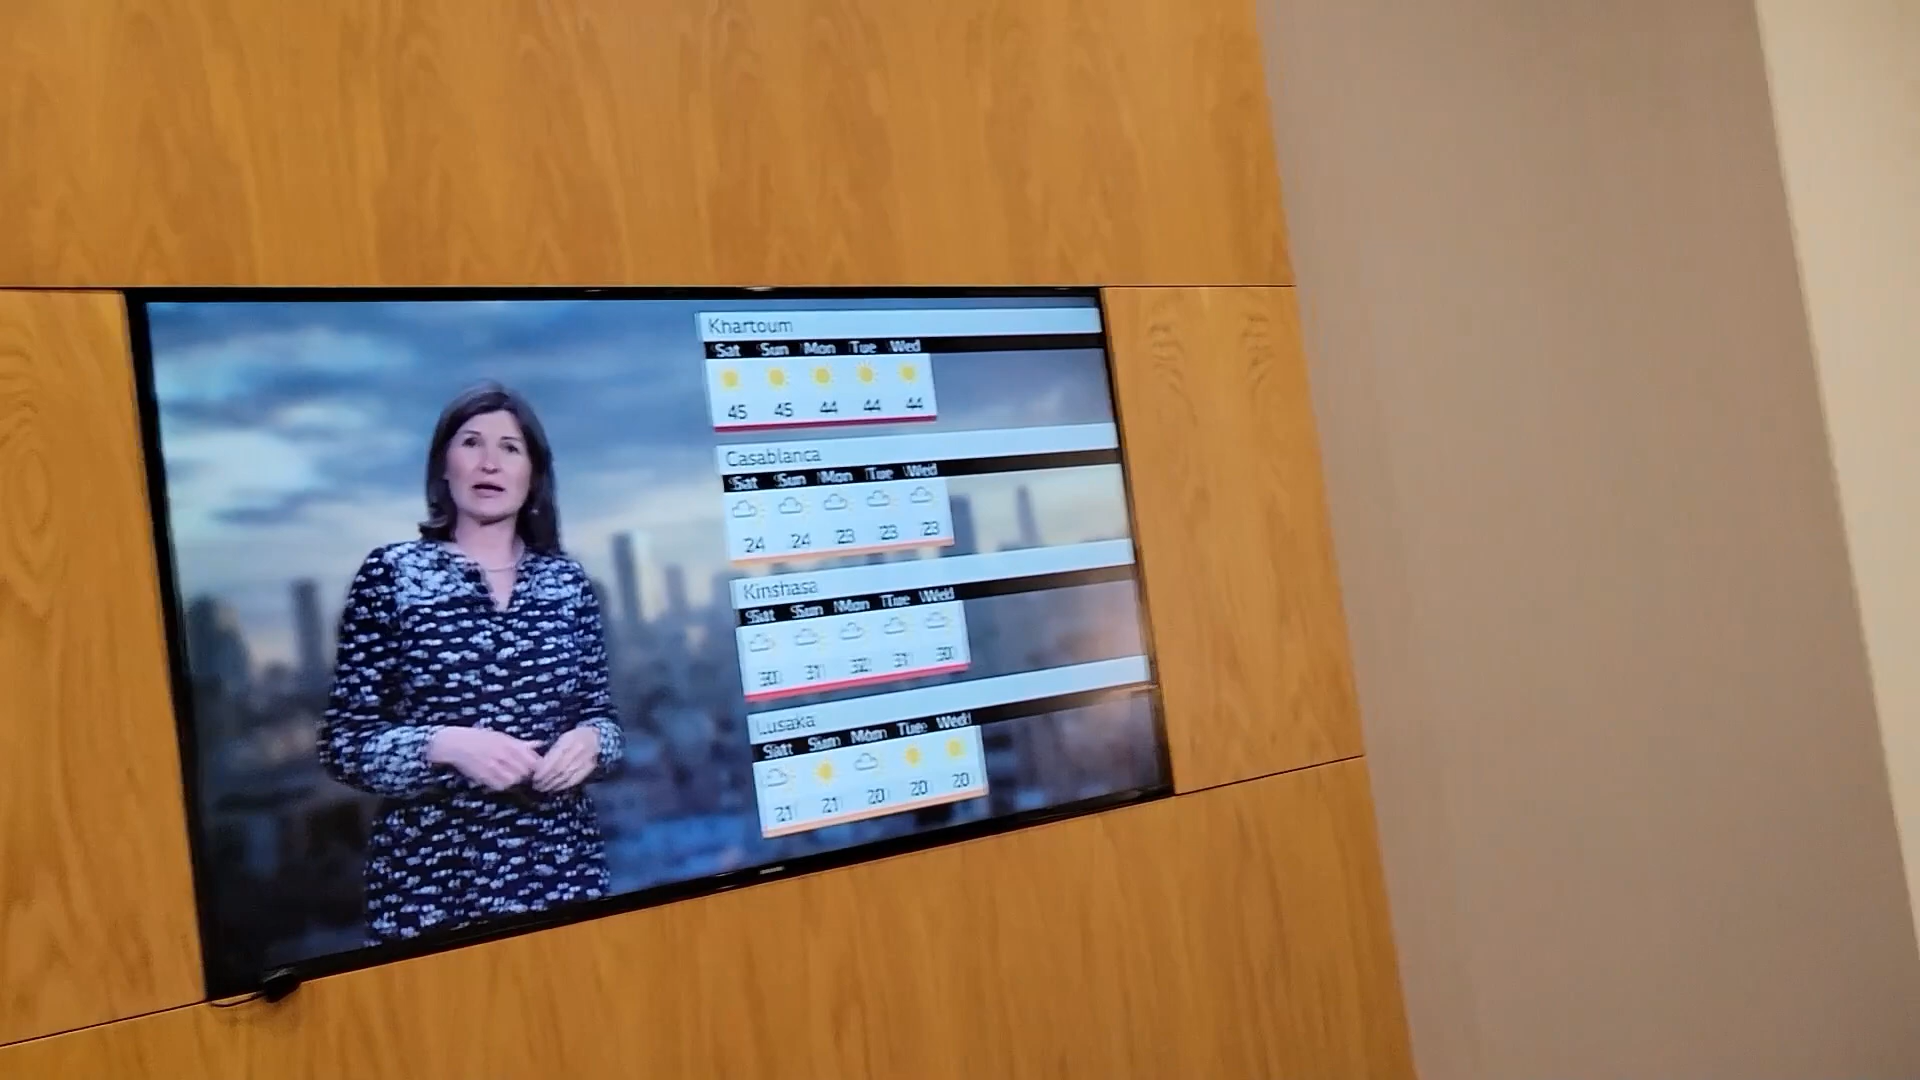 Khartoum
Sat Sun Mon Tue Wed
45 45 44 44 44
Casablanca
Sat Sun Mon Tue Wed
24 24 23 23 23
Kinshasa
Sat Sun Mon Tue Wed
30 31 32 31 30
Lusaka
Sat Sun Mon Tue Wed
21 21 20 20 20